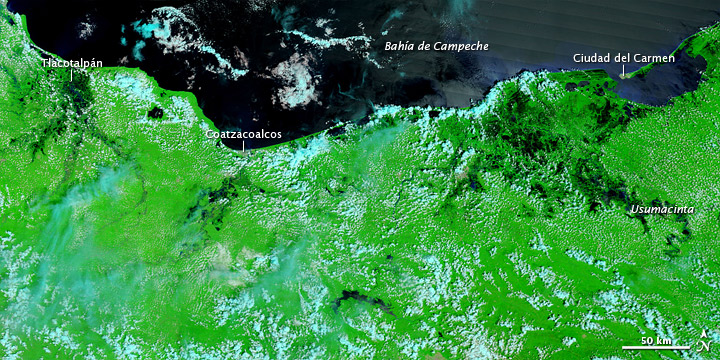 Bahía de Campeche
Ciudad del Carmen
Tlacotalpán
Coatzacoalcos
Usumacinta
50 km
N